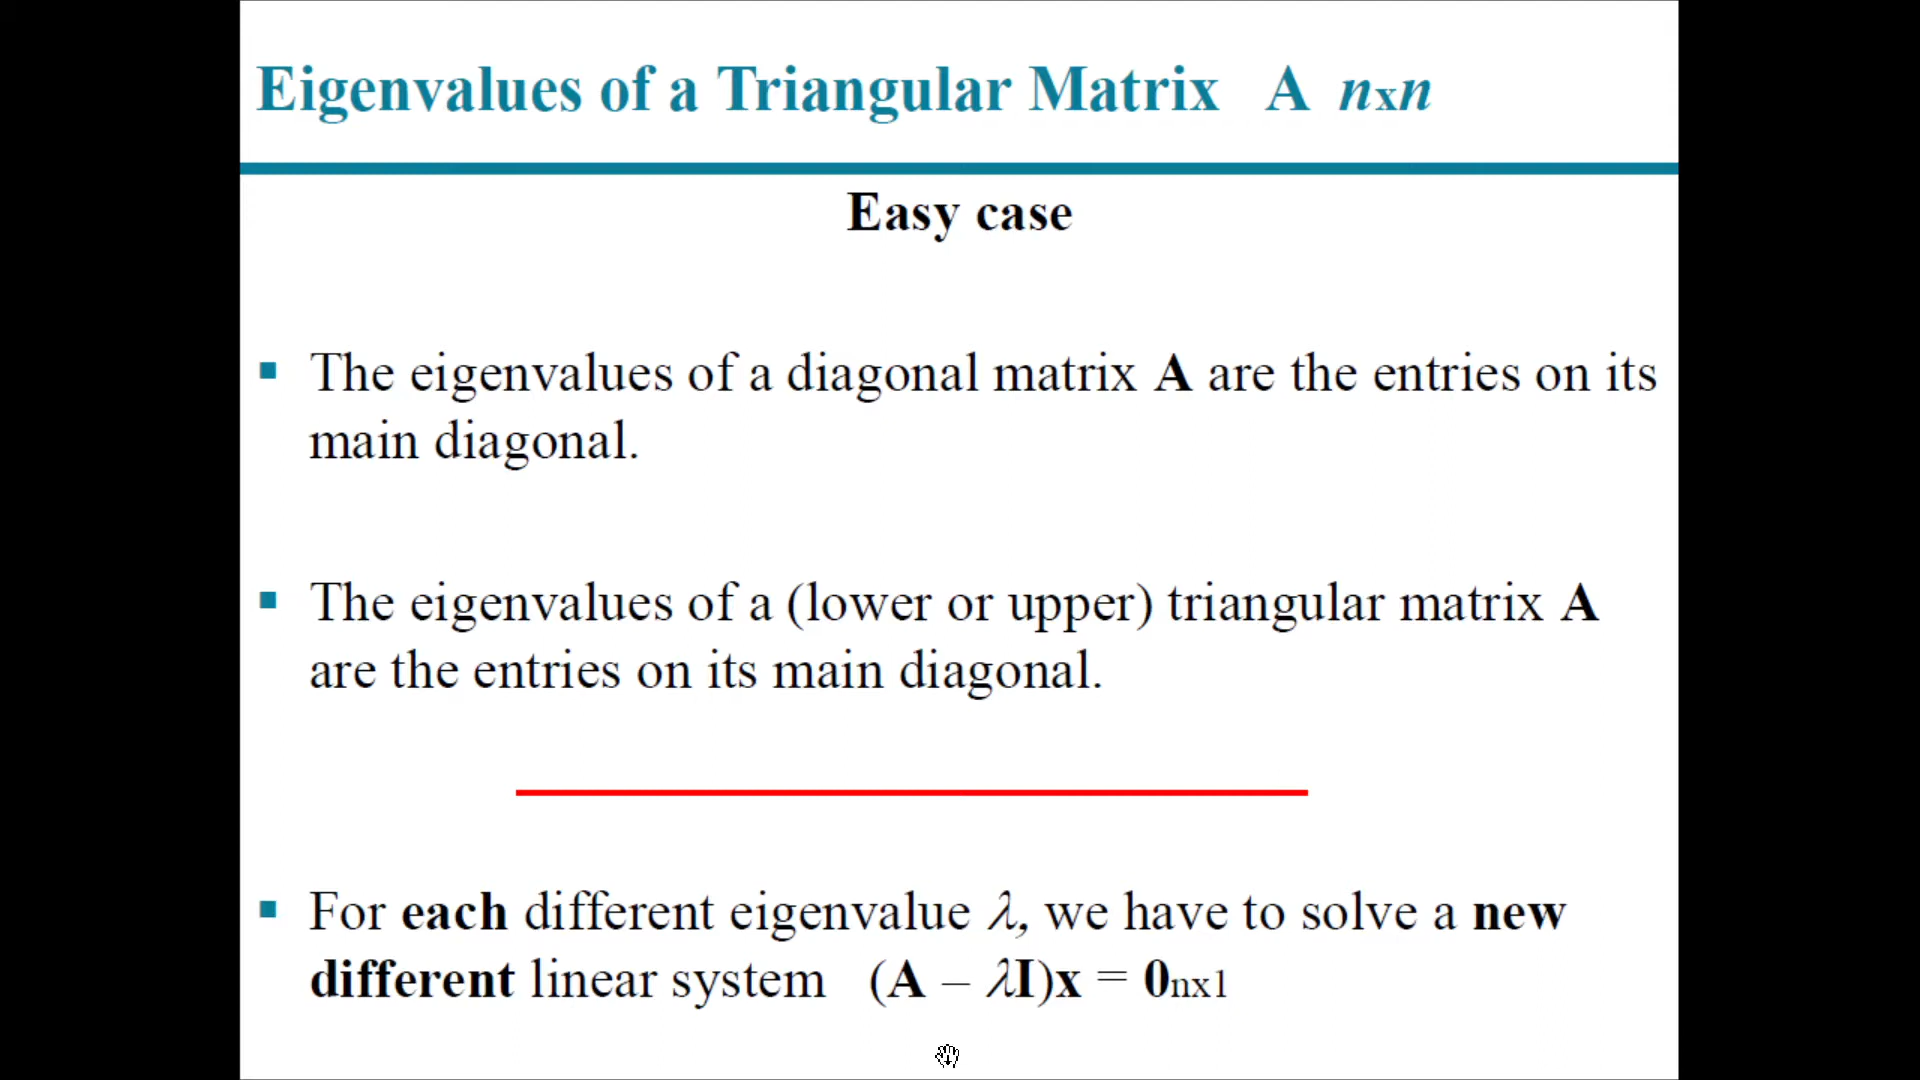 Eigenvalues of a Triangular Matrix A nxn
Easy case
▪ The eigenvalues of a diagonal matrix A are the entries on its
main diagonal.
▪ The eigenvalues of a (lower or upper) triangular matrix A
are the entries on its main diagonal.
▪ For each different eigenvalue λ, we have to solve a new
different linear system (A – λI)x = 0nx1